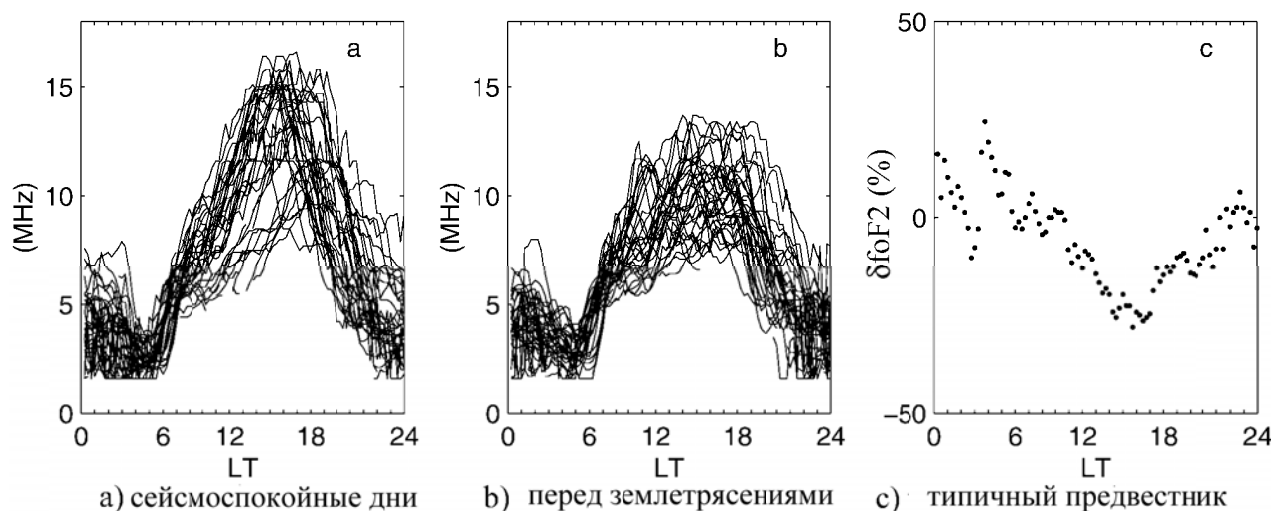 a
b
c
15
10
5
0
(MHz)
0 6 12 18 24
LT
15
10
5
0
(MHz)
0 6 12 18 24
LT
50
0
−50
δfoF2 (%)
0 6 12 18 24
LT
a) сейсмоспокойные дни
b) перед землетрясениями
c) типичный предвестник